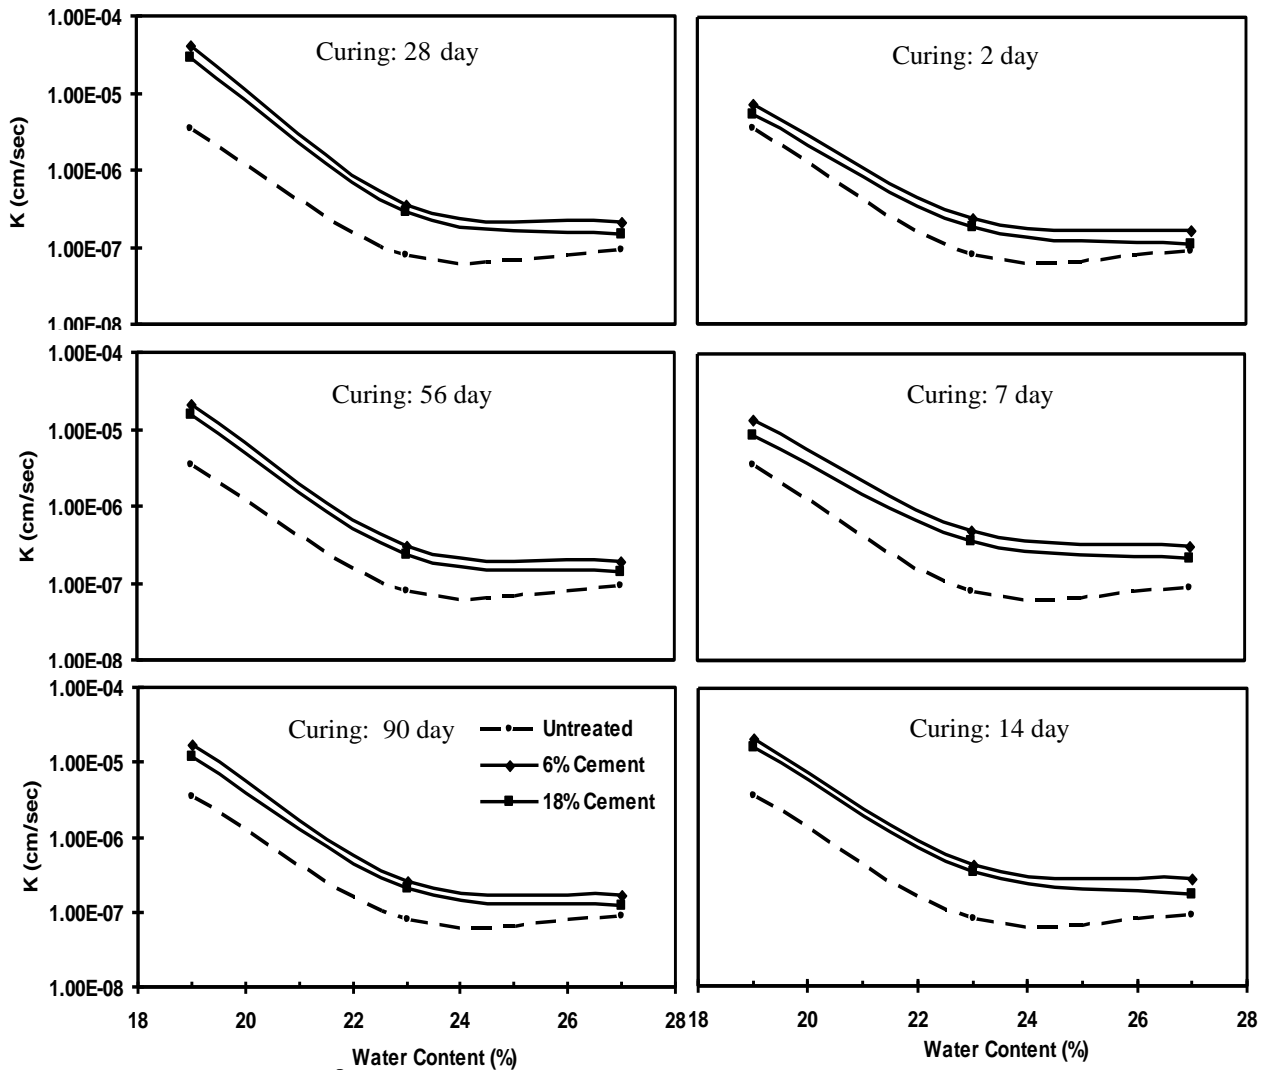 1.00E-04
1.00E-05
1.00E-06
1.00E-07
1.00E-08
K (cm/sec)
Curing: 28 day
Curing: 2 day
1.00E-04
1.00E-05
1.00E-06
1.00E-07
1.00E-08
K (cm/sec)
Curing: 56 day
Curing: 7 day
1.00E-04
1.00E-05
1.00E-06
1.00E-07
1.00E-08
K (cm/sec)
Curing: 90 day
Untreated
6% Cement
18% Cement
Curing: 14 day
18 20 22 24 26 28
Water Content (%)
18 20 22 24 26 28
Water Content (%)